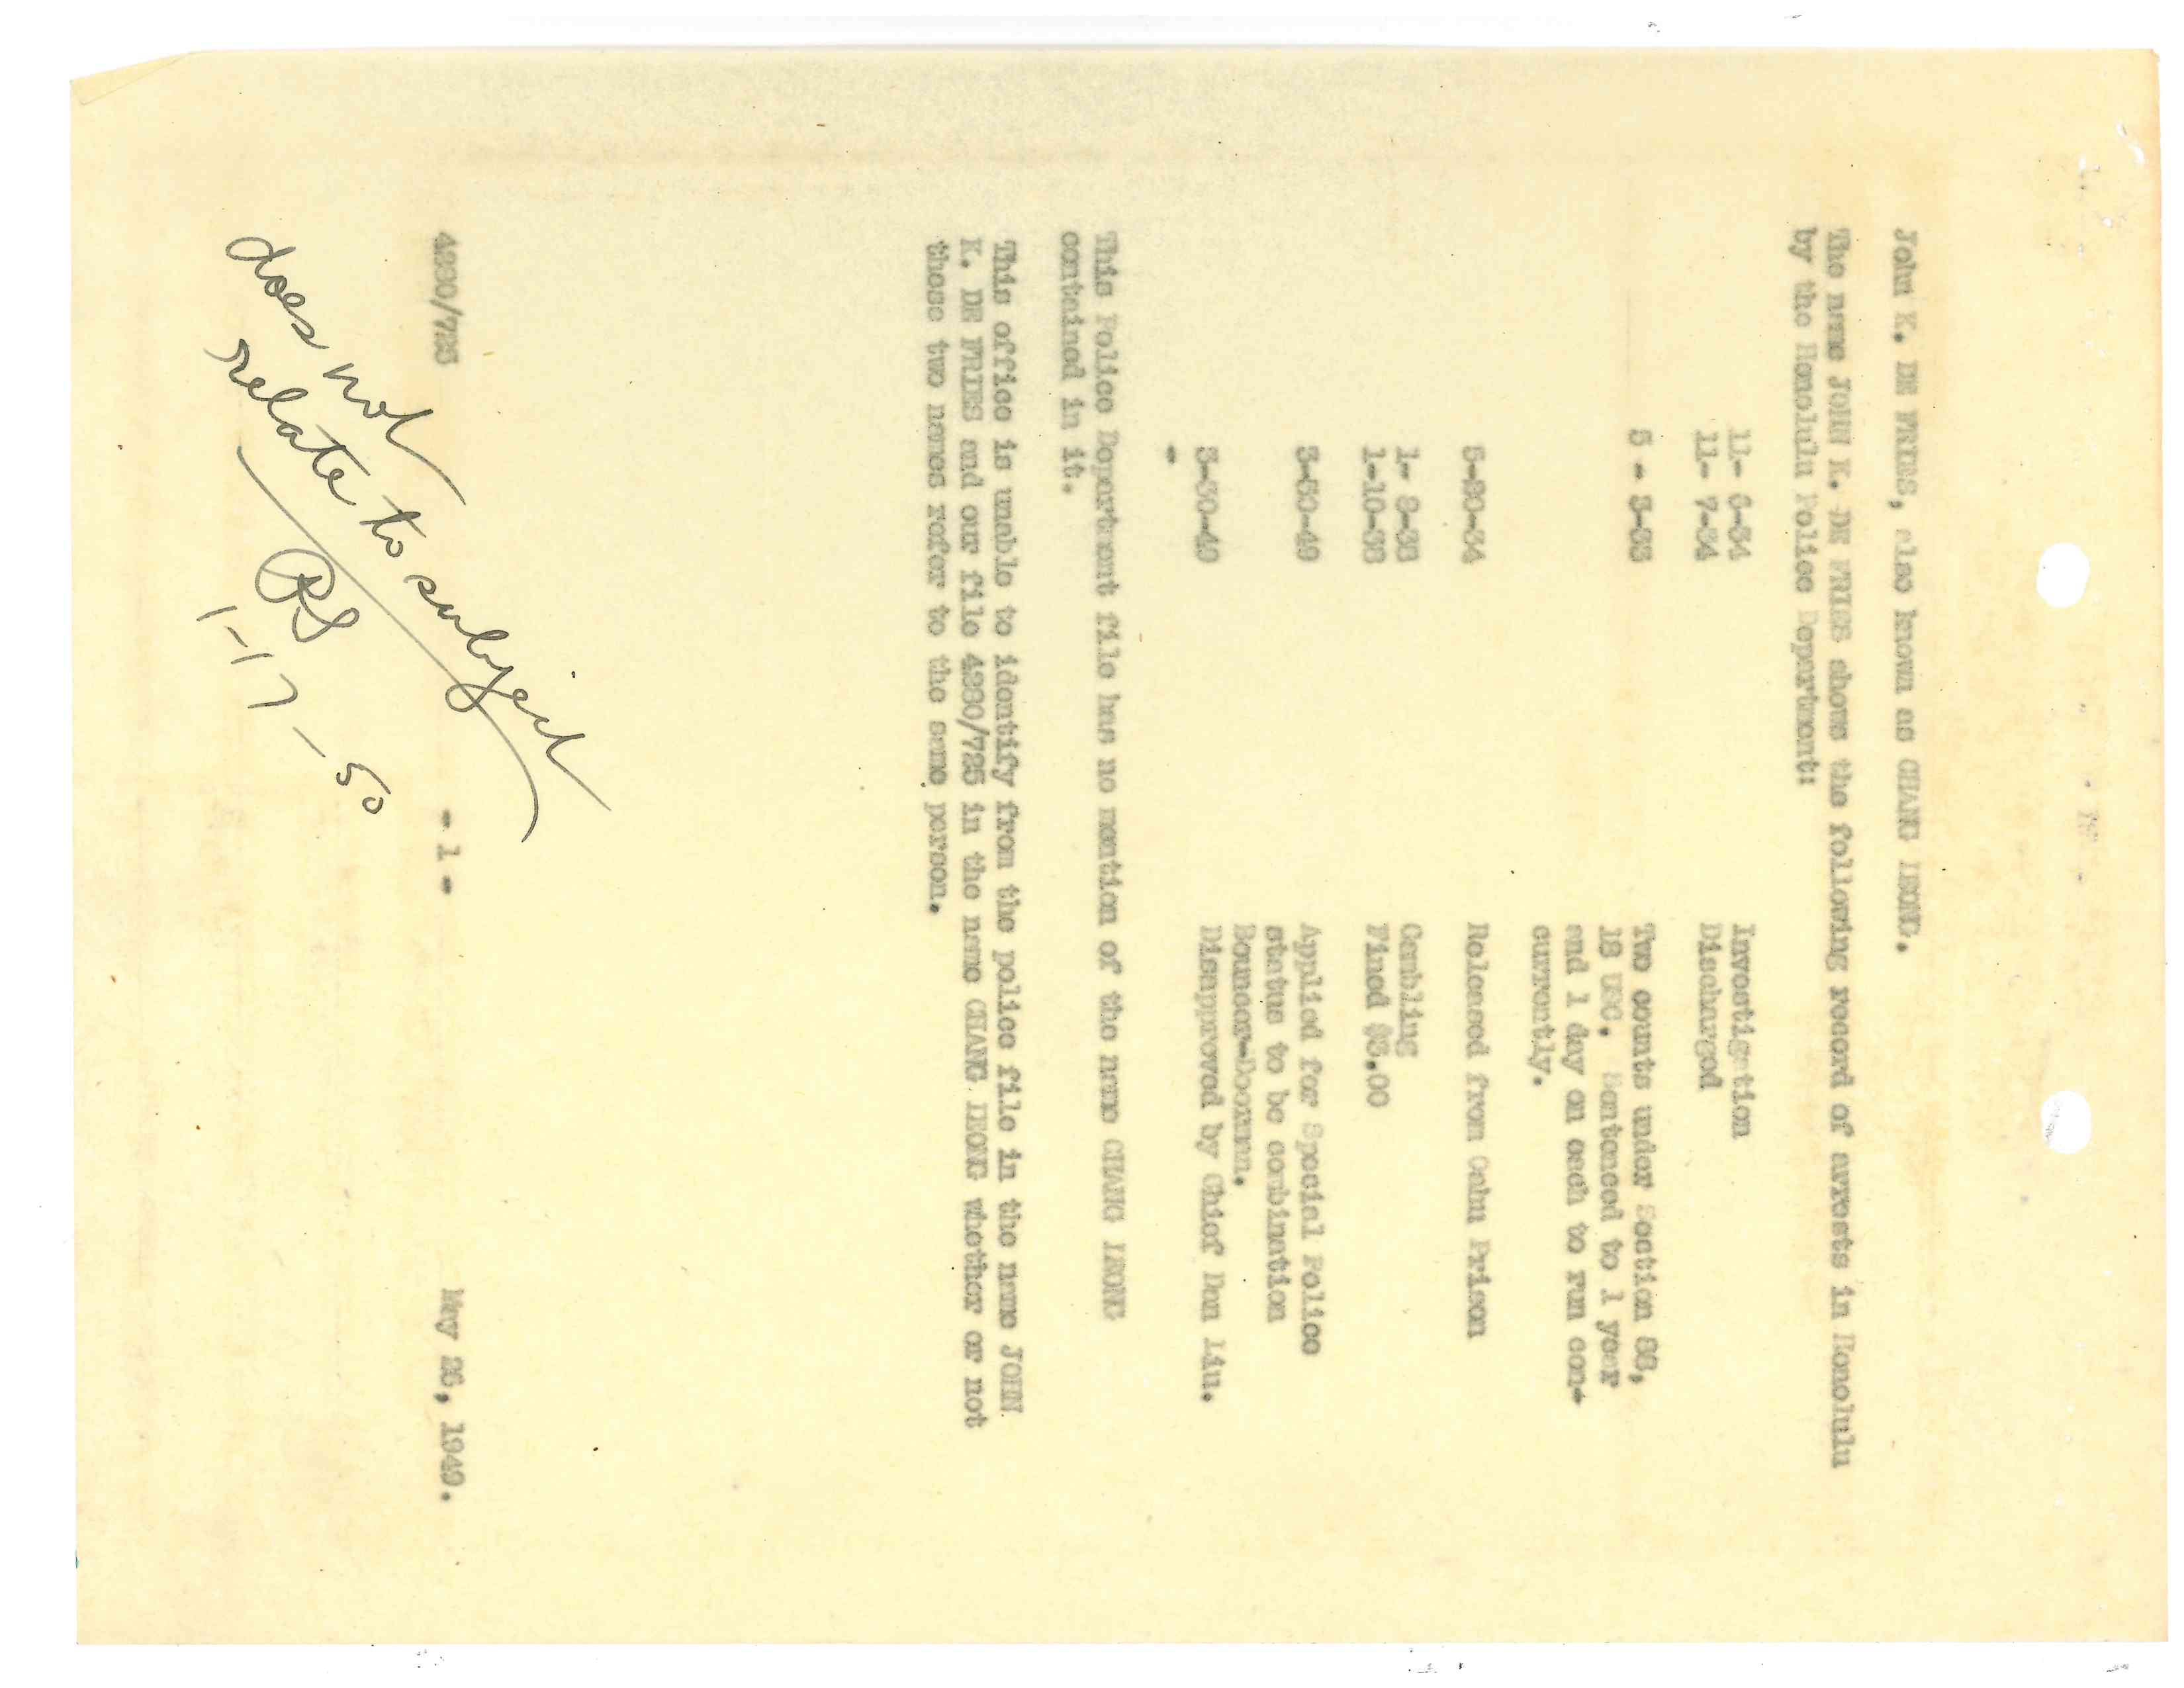 John K. DE FRIES, also known as CHANG LEONG.
The name JOHN K. DE FRIES shows the following record of arrests in Honolulu
by the Honolulu Police Department:
11- 6-34 Investigation
11- 7-34 Discharged
5 - 3-33 Two counts under Section 88,
18 USC. Sentenced to 1 year
and 1 day on each to run con-
currently.
5-20-34 Released from Oahu Prison
1- 8-38 Gambling
1-10-38 Fined $3.00
3-30-49 Applied for Special Police
status to be combination
Bouncer-Doorman.
3-30-49 Disapproved by Chief Dan Liu.
-
This Police Department file has no mention of the name CHANG LEONG
contained in it.
This office is unable to identify from the police file in the name JOHN
K. DE FRIES and our file 4280/725 in the name CHANG LEONG whether or not
these two names refer to the same person.
4280/725 - 1 - May 26, 1949.
does not
relate to subject
RS
1-17-50